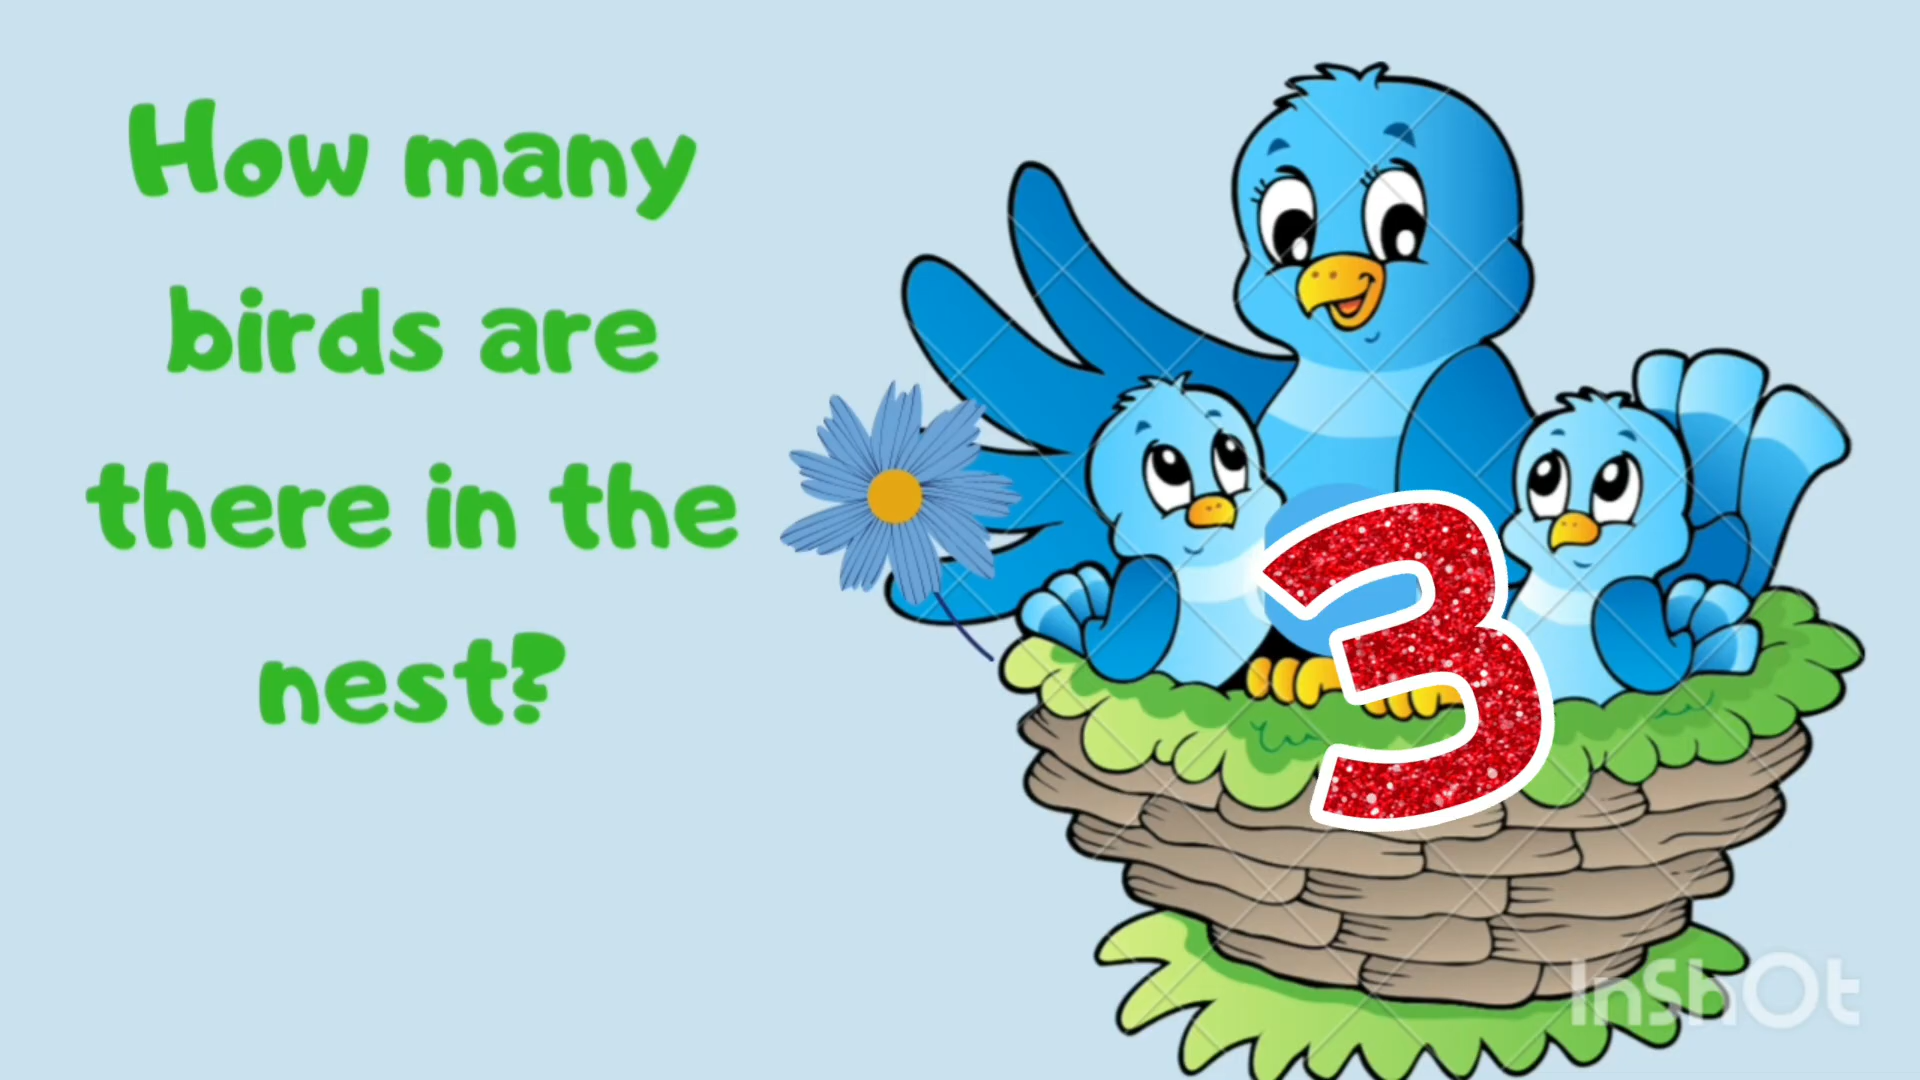 How many
birds are
there in the
nest?
3
InShOt